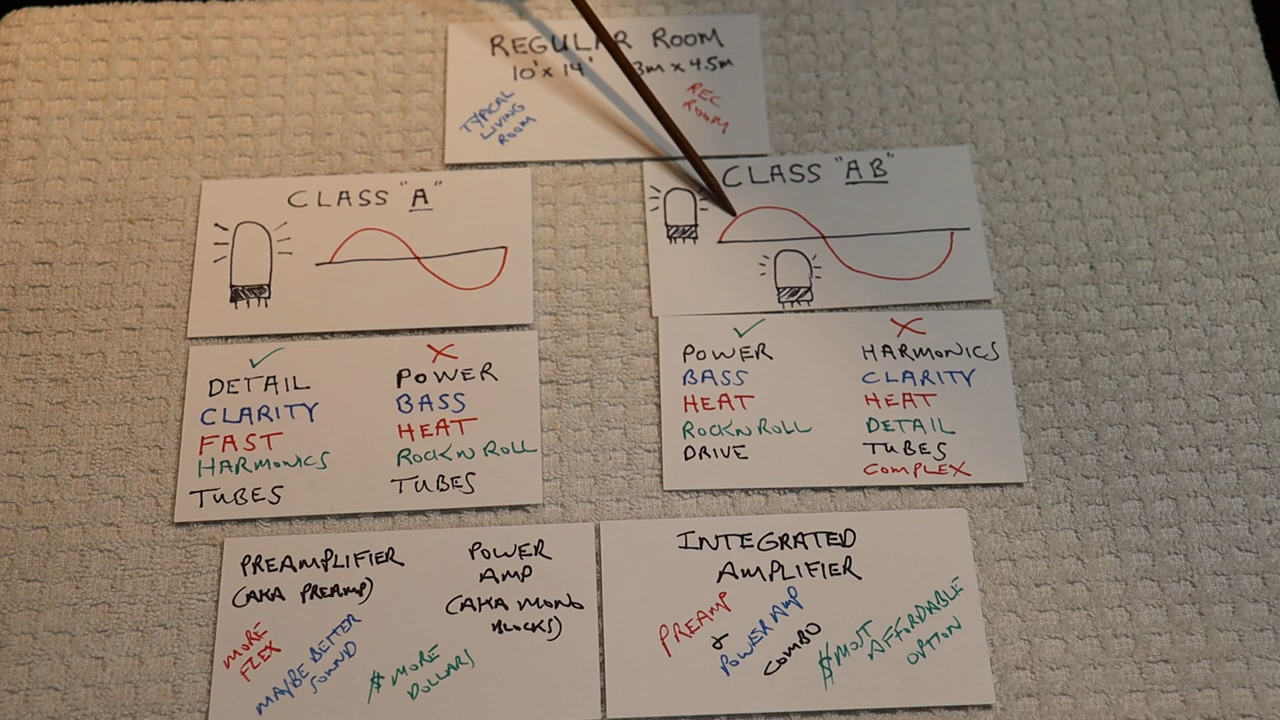 REGULAR ROOM
10' x 14' 3m x 4.5m
TYPICAL
LIVING
ROOM
REC
ROOM
CLASS "A"
CLASS "AB"
✓ ✗
DETAIL POWER
CLARITY BASS
FAST HEAT
HARMONICS ROCK N ROLL
TUBES TUBES
✓ ✗
POWER HARMONICS
BASS CLARITY
HEAT HEAT
ROCK N ROLL DETAIL
DRIVE TUBES
COMPLEX
PREAMPLIFIER
(AKA PREAMP)
POWER
AMP
(AKA MONO
BLOCKS)
MORE
FLEX
MAYBE BETTER
SOUND
$ MORE
DOLLARS
INTEGRATED
AMPLIFIER
PREAMP
&
POWER AMP
COMBO
$ MOST
AFFORDABLE
OPTION